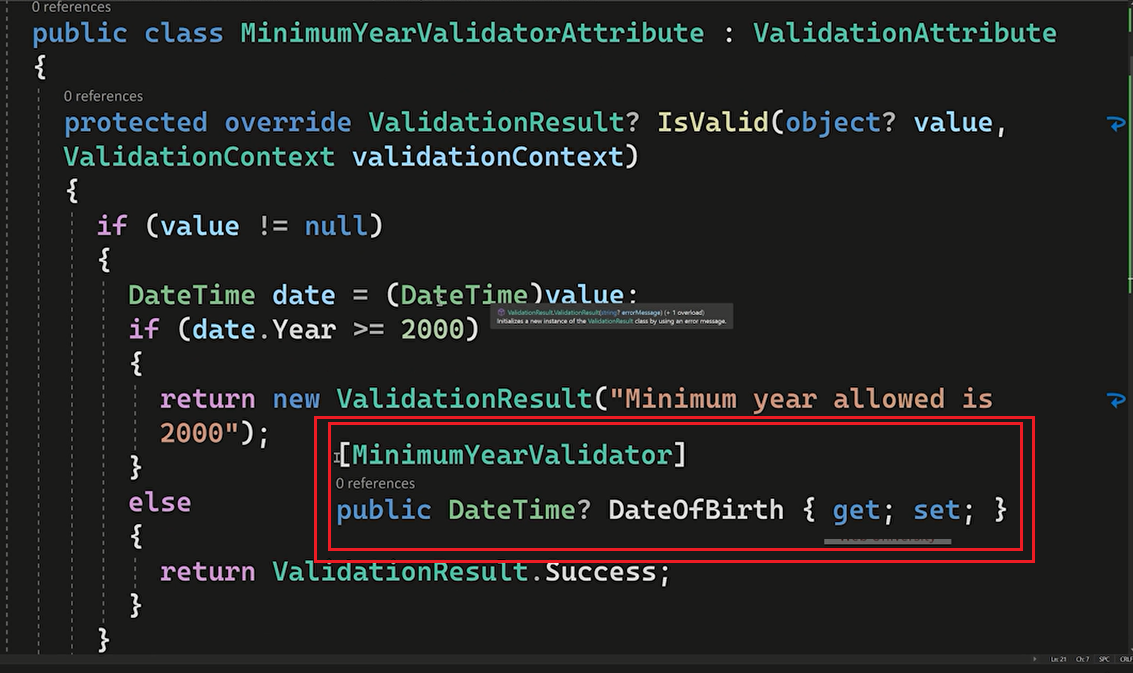 0 references
public class MinimumYearValidatorAttribute : ValidationAttribute
{
0 references
protected override ValidationResult? IsValid(object? value,
ValidationContext validationContext)
{
if (value != null)
{
DateTime date = (DateTime)value;
ValidationResult.ValidationResult(string? errorMessage) (+ 1 overload)
Initializes a new instance of the ValidationResult class by using an error message.
if (date.Year >= 2000)
{
return new ValidationResult("Minimum year allowed is
2000");
}
[MinimumYearValidator]
0 references
public DateTime? DateOfBirth { get; set; }
else
{
return ValidationResult.Success;
}
}
Ln: 21 Ch: 7 SPC CRLF